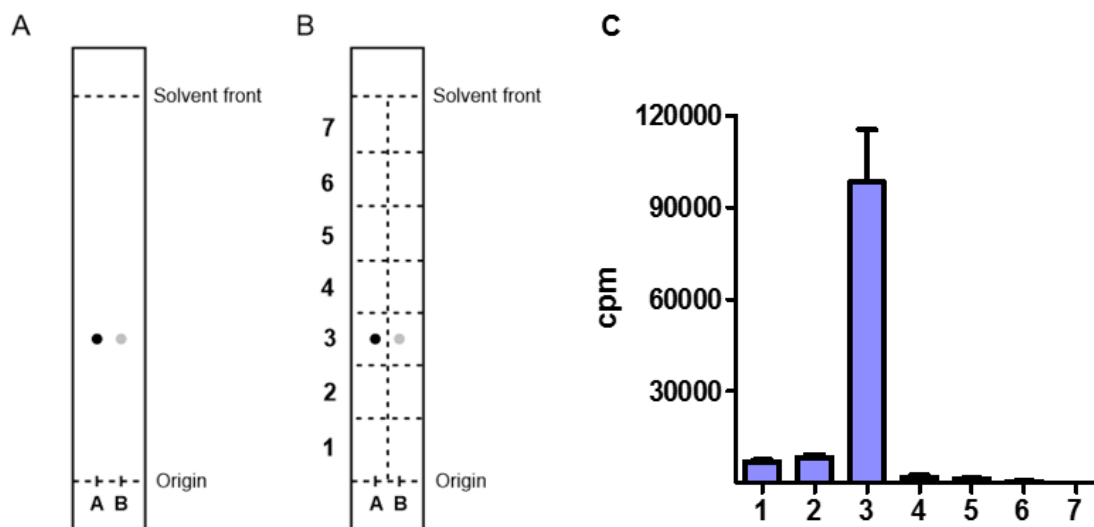 A
Solvent front
Origin
A B
B
Solvent front
7
6
5
4
3
2
1
Origin
A B
C
120000
90000
60000
30000
cpm
1 2 3 4 5 6 7